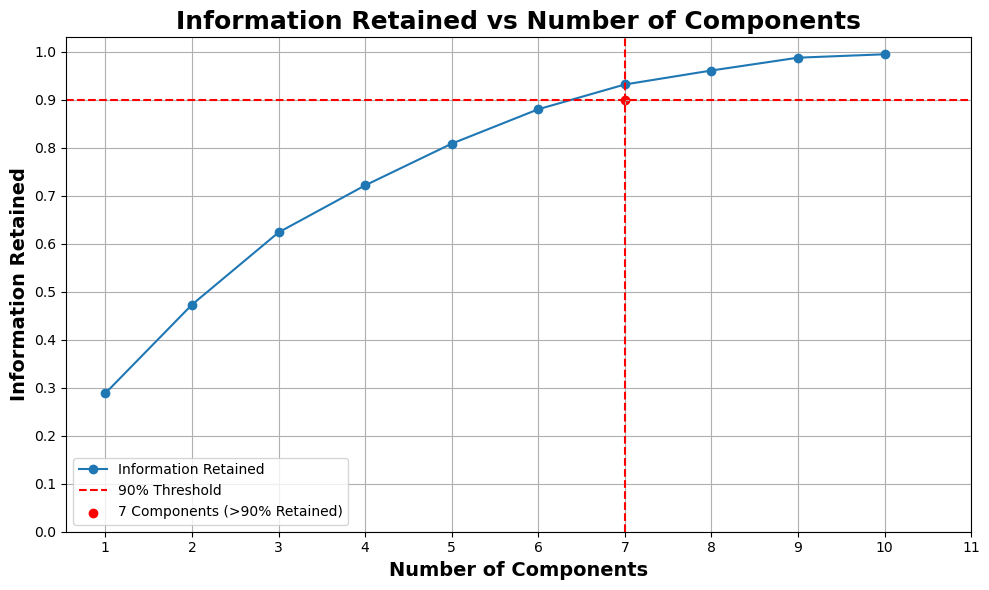 Information Retained vs Number of Components
Information Retained
1.0
0.9
0.8
0.7
0.6
0.5
0.4
0.3
0.2
0.1
0.0
Information Retained
90% Threshold
7 Components (>90% Retained)
1 2 3 4 5 6 7 8 9 10 11
Number of Components